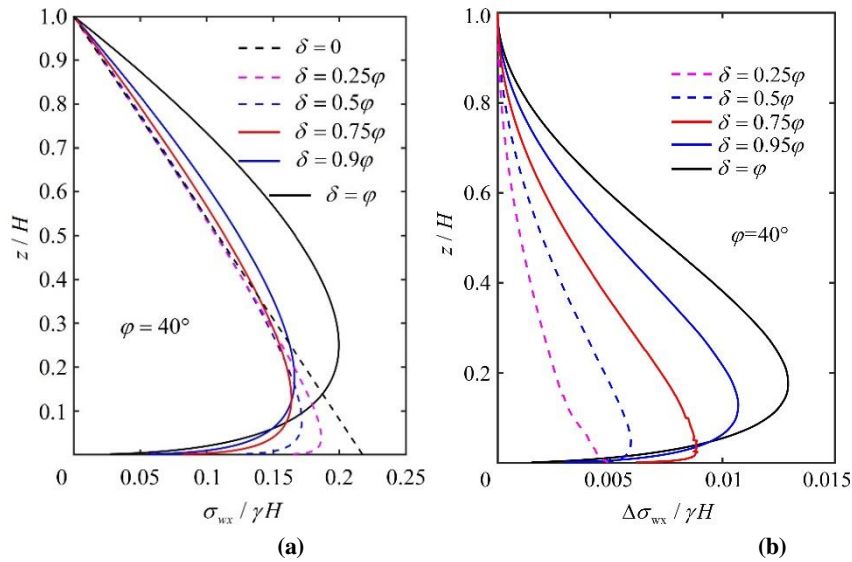 1.0
0.9
0.8
0.7
0.6
0.5
0.4
0.3
0.2
0.1
z / H
δ = 0
δ = 0.25φ
δ = 0.5φ
δ = 0.75φ
δ = 0.9φ
δ = φ
φ = 40°
0 0.05 0.10 0.15 0.2 0.25
σwx / γH
(a)
1.0
0.8
0.6
0.4
0.2
0
z / H
δ = 0.25φ
δ = 0.5φ
δ = 0.75φ
δ = 0.95φ
δ = φ
φ=40°
0.005 0.01 0.015
Δσwx / γH
(b)